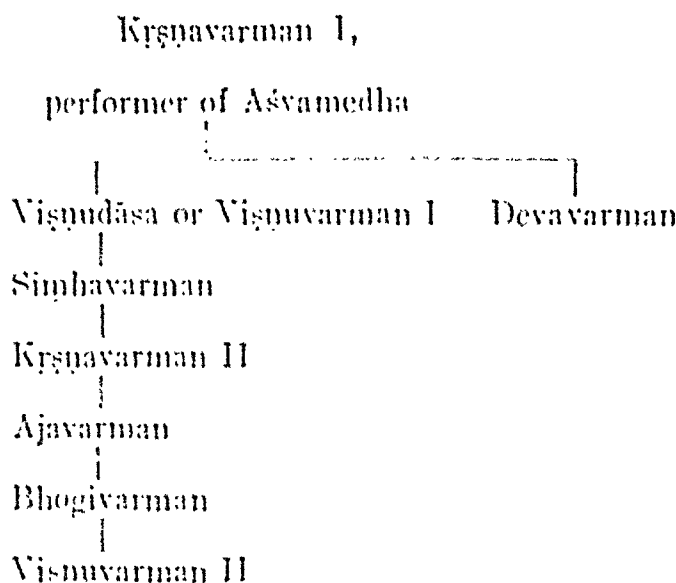 Kṛṣṇavarman I,
performer of Aśvamedha
Viṣṇudāsa or Viṣṇuvarman I Devavarman
Siṃhavarman
Kṛṣṇavarman II
Ajavarman
Bhogivarman
Viṣṇuvarman II